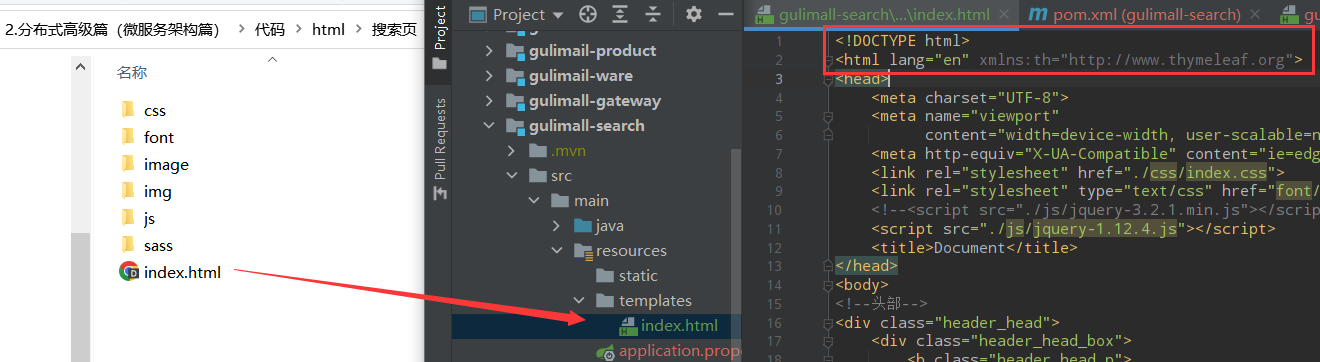 2.分布式高级篇（微服务架构篇） > 代码 > html > 搜索页
名称
css
font
image
img
js
sass
index.html
Project
Pull Requests
Project
gulimail-product
gulimail-ware
gulimall-gateway
gulimall-search
.mvn
src
main
java
resources
static
templates
index.html
application.prope
gulimall-search\...\index.html
pom.xml (gulimall-search)
1 <!DOCTYPE html>
2 <html lang="en" xmlns:th="http://www.thymeleaf.org">
3 <head>
4 <meta charset="UTF-8">
5 <meta name="viewport"
6 content="width=device-width, user-scalable=n
7 <meta http-equiv="X-UA-Compatible" content="ie=edg
8 <link rel="stylesheet" href="./css/index.css">
9 <link rel="stylesheet" type="text/css" href="font/
10 <!--<script src="./js/jquery-3.2.1.min.js"></scrip
11 <script src="./js/jquery-1.12.4.js"></script>
12 <title>Document</title>
13 </head>
14 <body>
15 <!--头部-->
16 <div class="header_head">
17 <div class="header_head_box">
18 <b class="header_head_p">